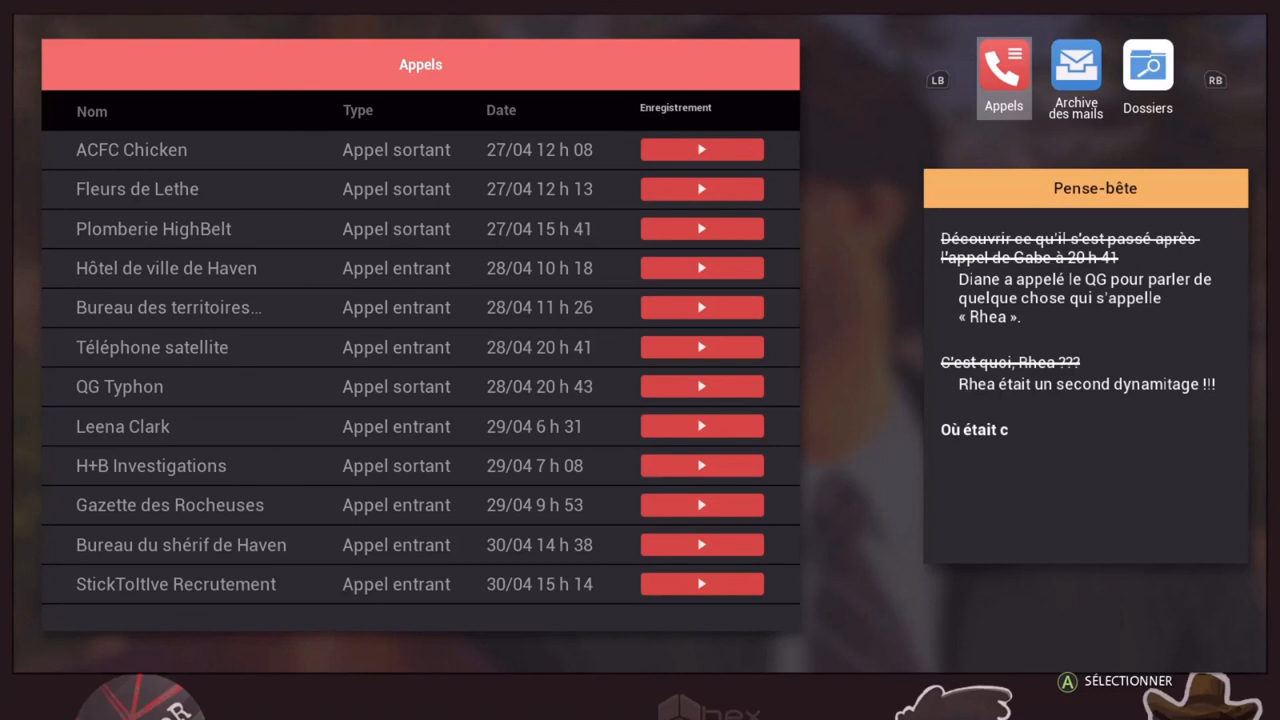 Appels
Nom Type Date Enregistrement
ACFC Chicken Appel sortant 27/04 12 h 08
Fleurs de Lethe Appel sortant 27/04 12 h 13
Plomberie HighBelt Appel sortant 27/04 15 h 41
Hôtel de ville de Haven Appel entrant 28/04 10 h 18
Bureau des territoires... Appel entrant 28/04 11 h 26
Téléphone satellite Appel entrant 28/04 20 h 41
QG Typhon Appel sortant 28/04 20 h 43
Leena Clark Appel entrant 29/04 6 h 31
H+B Investigations Appel sortant 29/04 7 h 08
Gazette des Rocheuses Appel entrant 29/04 9 h 53
Bureau du shérif de Haven Appel entrant 30/04 14 h 38
StickToItIve Recrutement Appel entrant 30/04 15 h 14
LB
Appels
Archive
des mails
Dossiers
RB
Pense-bête
Découvrir ce qu'il s'est passé après
l'appel de Gabe à 20 h 41
Diane a appelé le QG pour parler de
quelque chose qui s'appelle
« Rhea ».
C'est quoi, Rhea ???
Rhea était un second dynamitage !!!
Où était c
A SÉLECTIONNER
hex